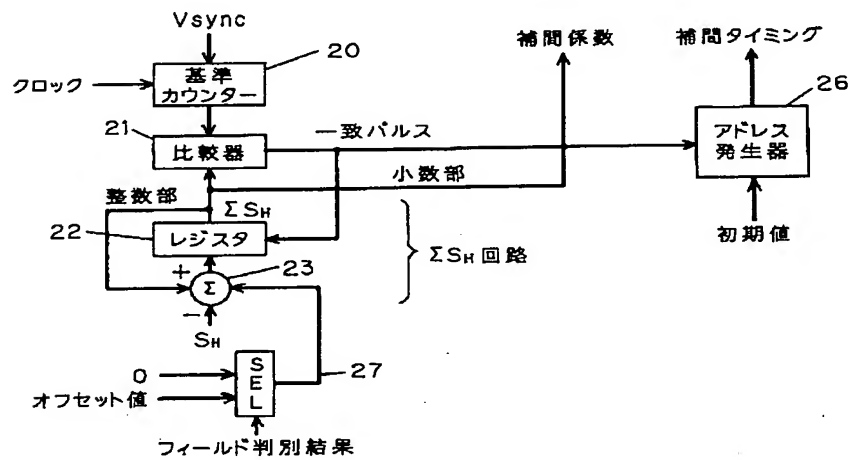 Vsync
20
補間係数
補間タイミング
クロック
基準
カウンター
26
21
一致パルス
アドレス
発生器
比較器
小数部
整数部
ΣSH
22
レジスタ
初期値
23
ΣSH回路
+
Σ
−
SH
0
SEL
27
オフセット値
フィールド判別結果